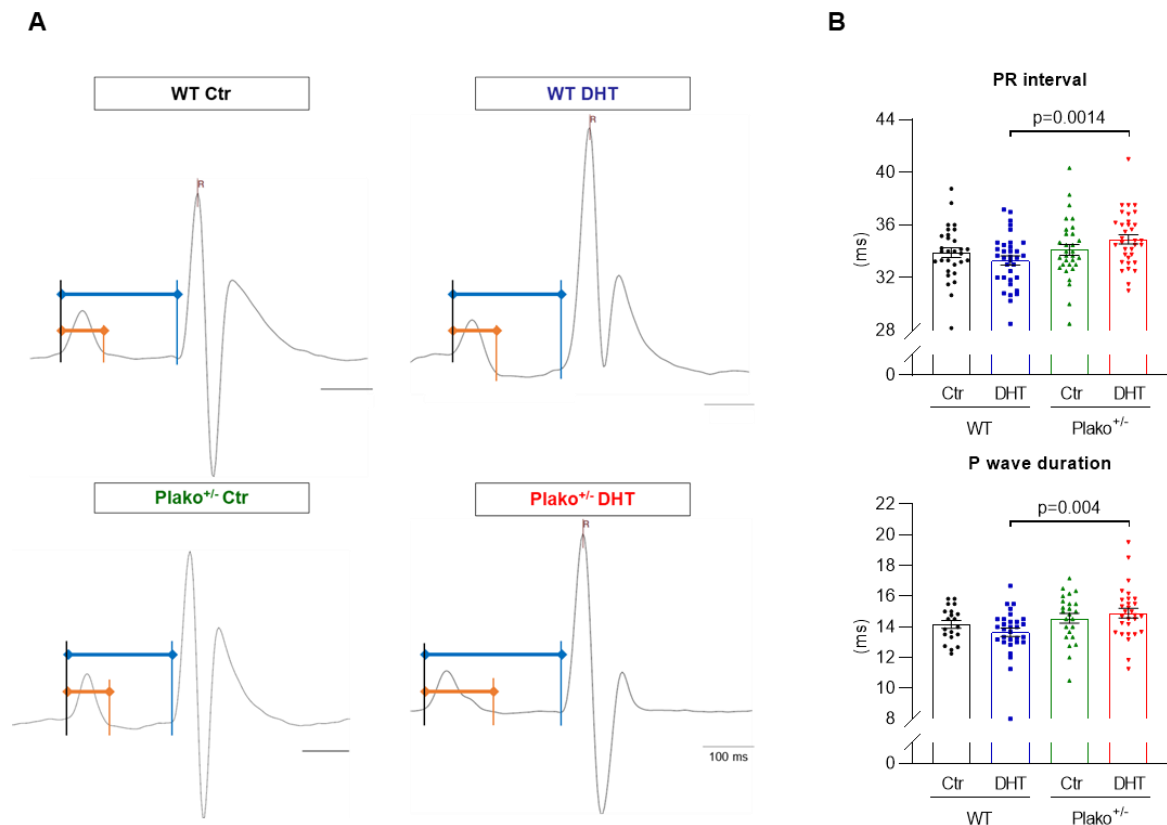 A
B
WT Ctr
WT DHT
R
R
Plako+/- Ctr
Plako+/- DHT
R
100 ms
PR interval
p=0.0014
44
40
36
32
28
0
(ms)
Ctr DHT Ctr DHT
WT Plako+/-
P wave duration
p=0.004
22
20
18
16
14
12
10
8
0
(ms)
Ctr DHT Ctr DHT
WT Plako+/-